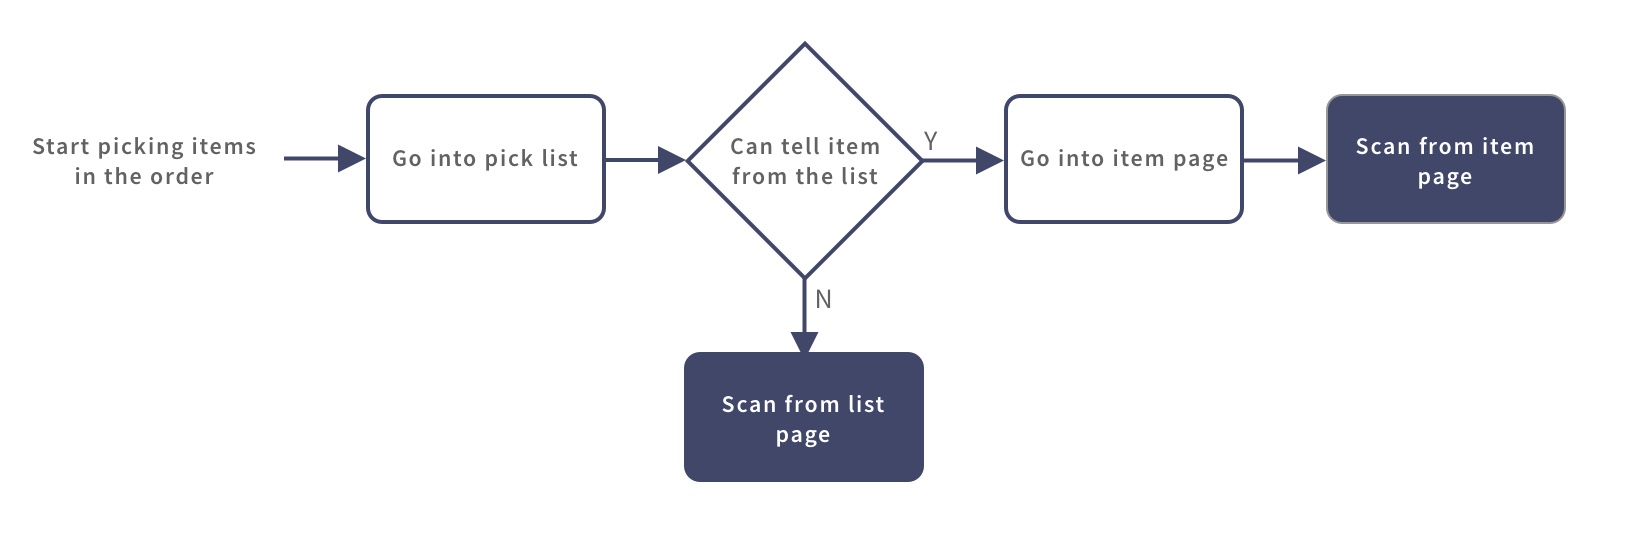 Start picking items
in the order
Go into pick list
Can tell item
from the list
Y
Go into item page
Scan from item
page
N
Scan from list
page